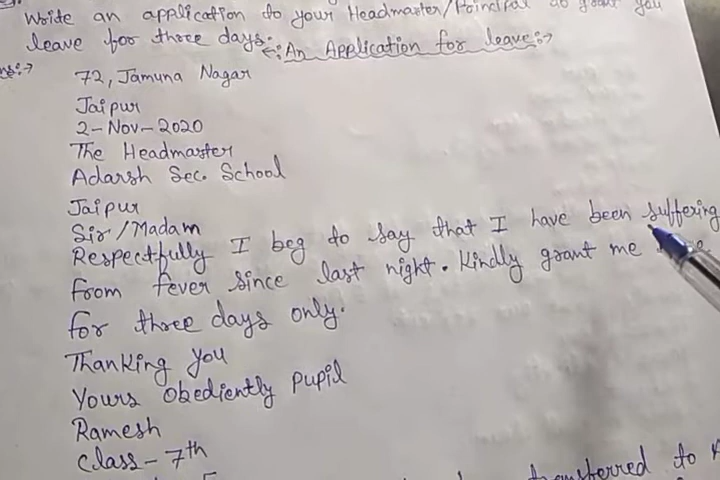 Write an application to your Headmaster/Principal to grant you
leave for three days.
←:An Application for leave:→
Ans:→
72, Jamuna Nagar
Jaipur
2-Nov-2020
The Headmaster
Adarsh Sec. School
Jaipur
Sir/Madam
Respectfully I beg to say that I have been suffering
from fever since last night. Kindly grant me
for three days only.
Thanking you
Yours obediently pupil
Ramesh
Class-7th
transferred to